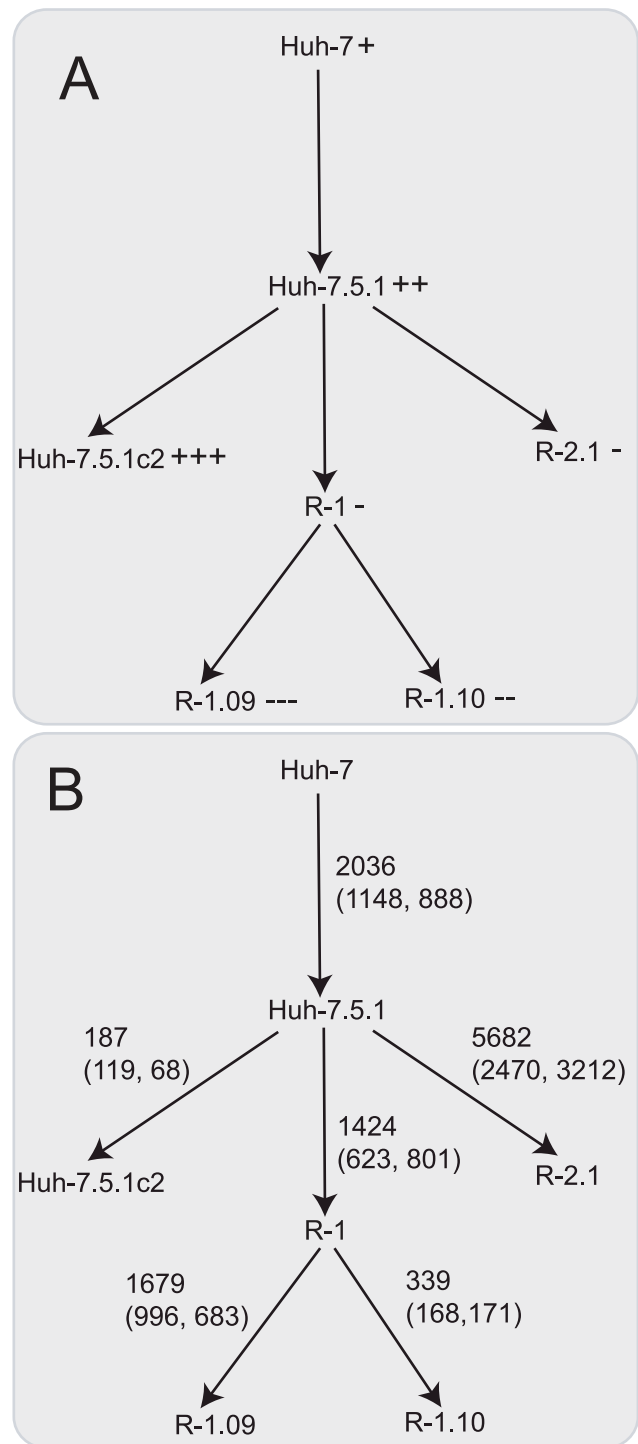 A
Huh-7 +
Huh-7.5.1 ++
Huh-7.5.1c2 +++
R-2.1 -
R-1 -
R-1.09 ---
R-1.10 --
B
Huh-7
2036
(1148, 888)
Huh-7.5.1
187
(119, 68)
5682
(2470, 3212)
1424
(623, 801)
Huh-7.5.1c2
R-2.1
R-1
1679
(996, 683)
339
(168,171)
R-1.09
R-1.10